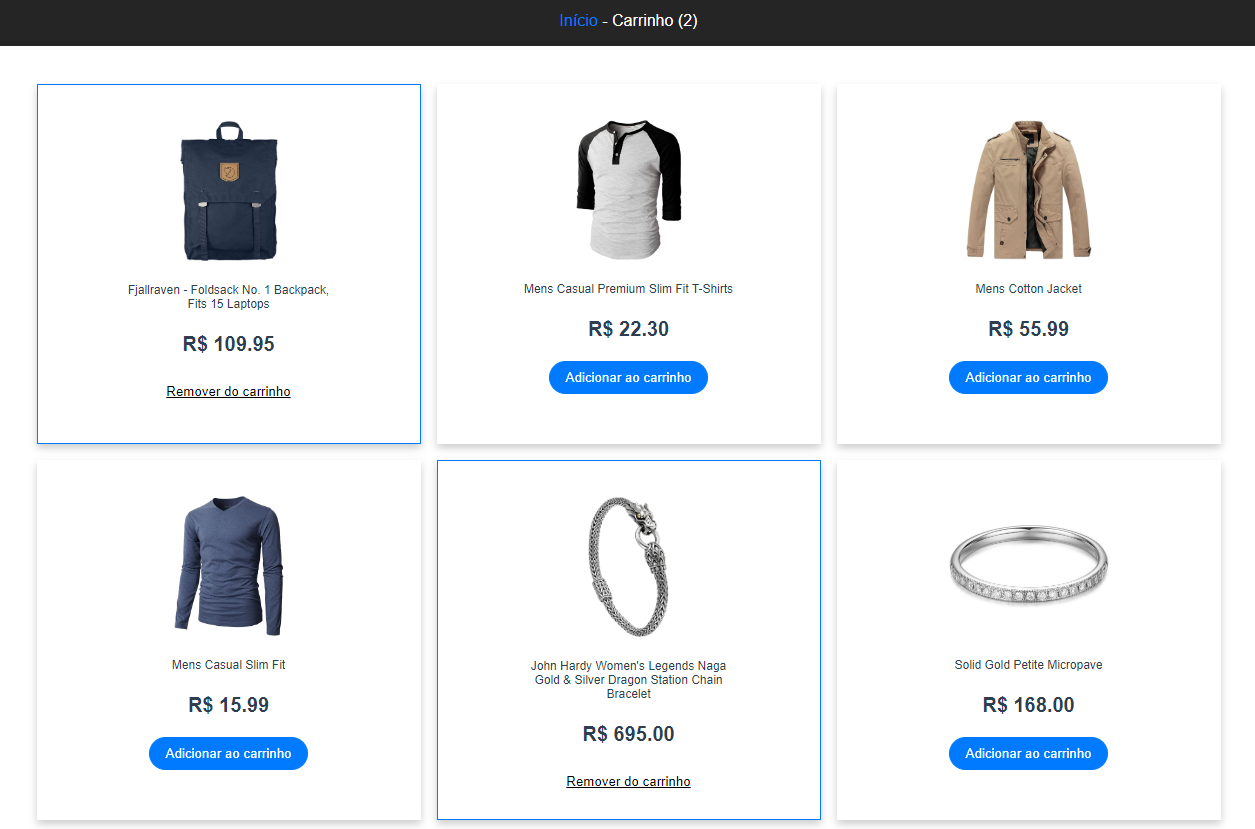 Início - Carrinho (2)
Fjallraven - Foldsack No. 1 Backpack,
Fits 15 Laptops
R$ 109.95
Remover do carrinho
Mens Casual Premium Slim Fit T-Shirts
R$ 22.30
Adicionar ao carrinho
Mens Cotton Jacket
R$ 55.99
Adicionar ao carrinho
Mens Casual Slim Fit
R$ 15.99
Adicionar ao carrinho
John Hardy Women's Legends Naga
Gold & Silver Dragon Station Chain
Bracelet
R$ 695.00
Remover do carrinho
Solid Gold Petite Micropave
R$ 168.00
Adicionar ao carrinho